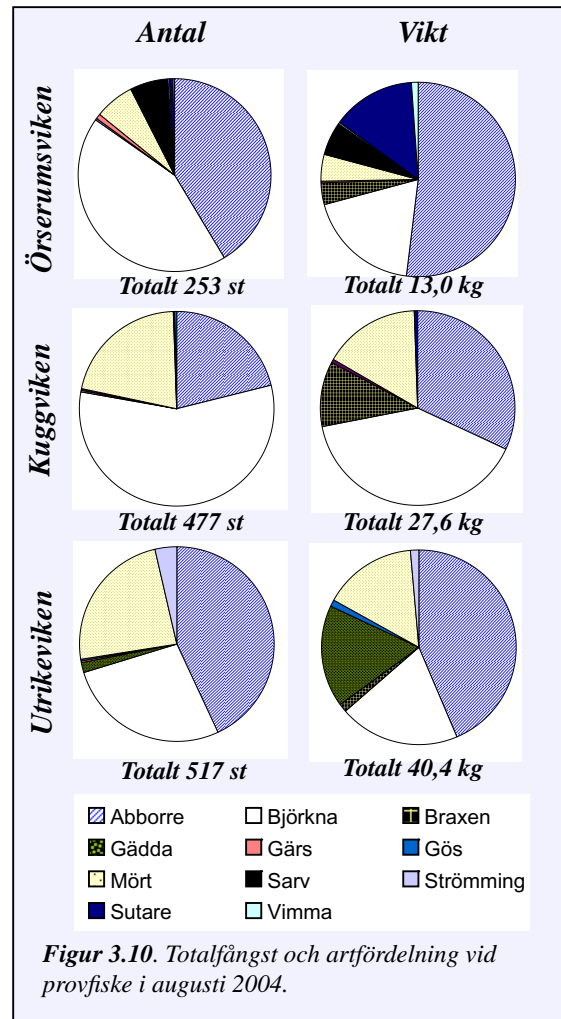 Antal Vikt
Örserumsviken
Totalt 253 st Totalt 13,0 kg
Kuggviken
Totalt 477 st Totalt 27,6 kg
Utrikeviken
Totalt 517 st Totalt 40,4 kg
Abborre Björkna Braxen
Gädda Gärs Gös
Mört Sarv Strömming
Sutare Vimma
Figur 3.10. Totalfångst och artfördelning vid
provfiske i augusti 2004.